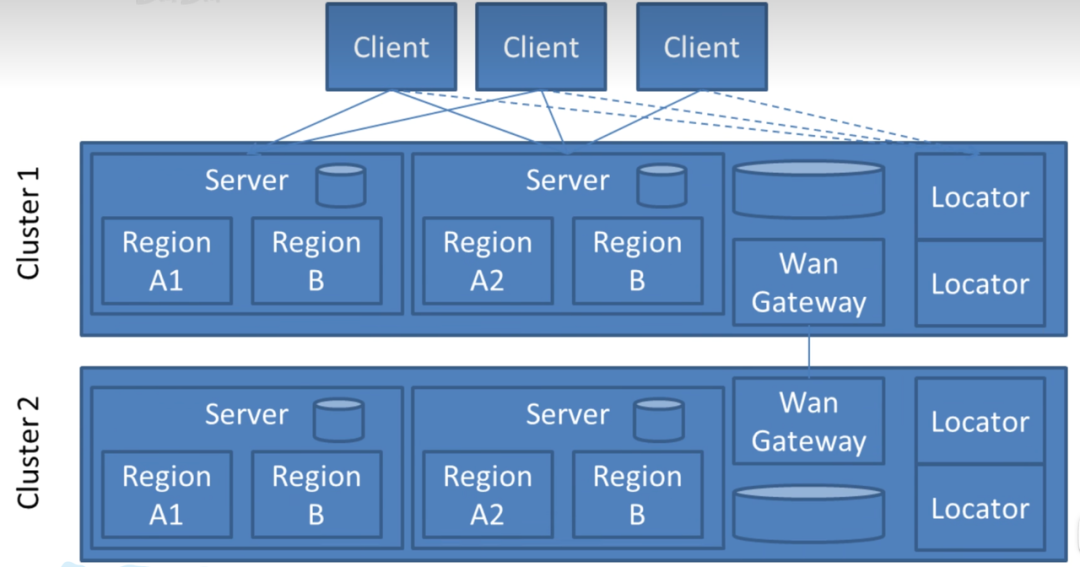 Client
Client
Client
Cluster 1
Server
Region
A1
Region
B
Server
Region
A2
Region
B
Wan
Gateway
Locator
Locator
Cluster 2
Server
Region
A1
Region
B
Server
Region
A2
Region
B
Wan
Gateway
Locator
Locator